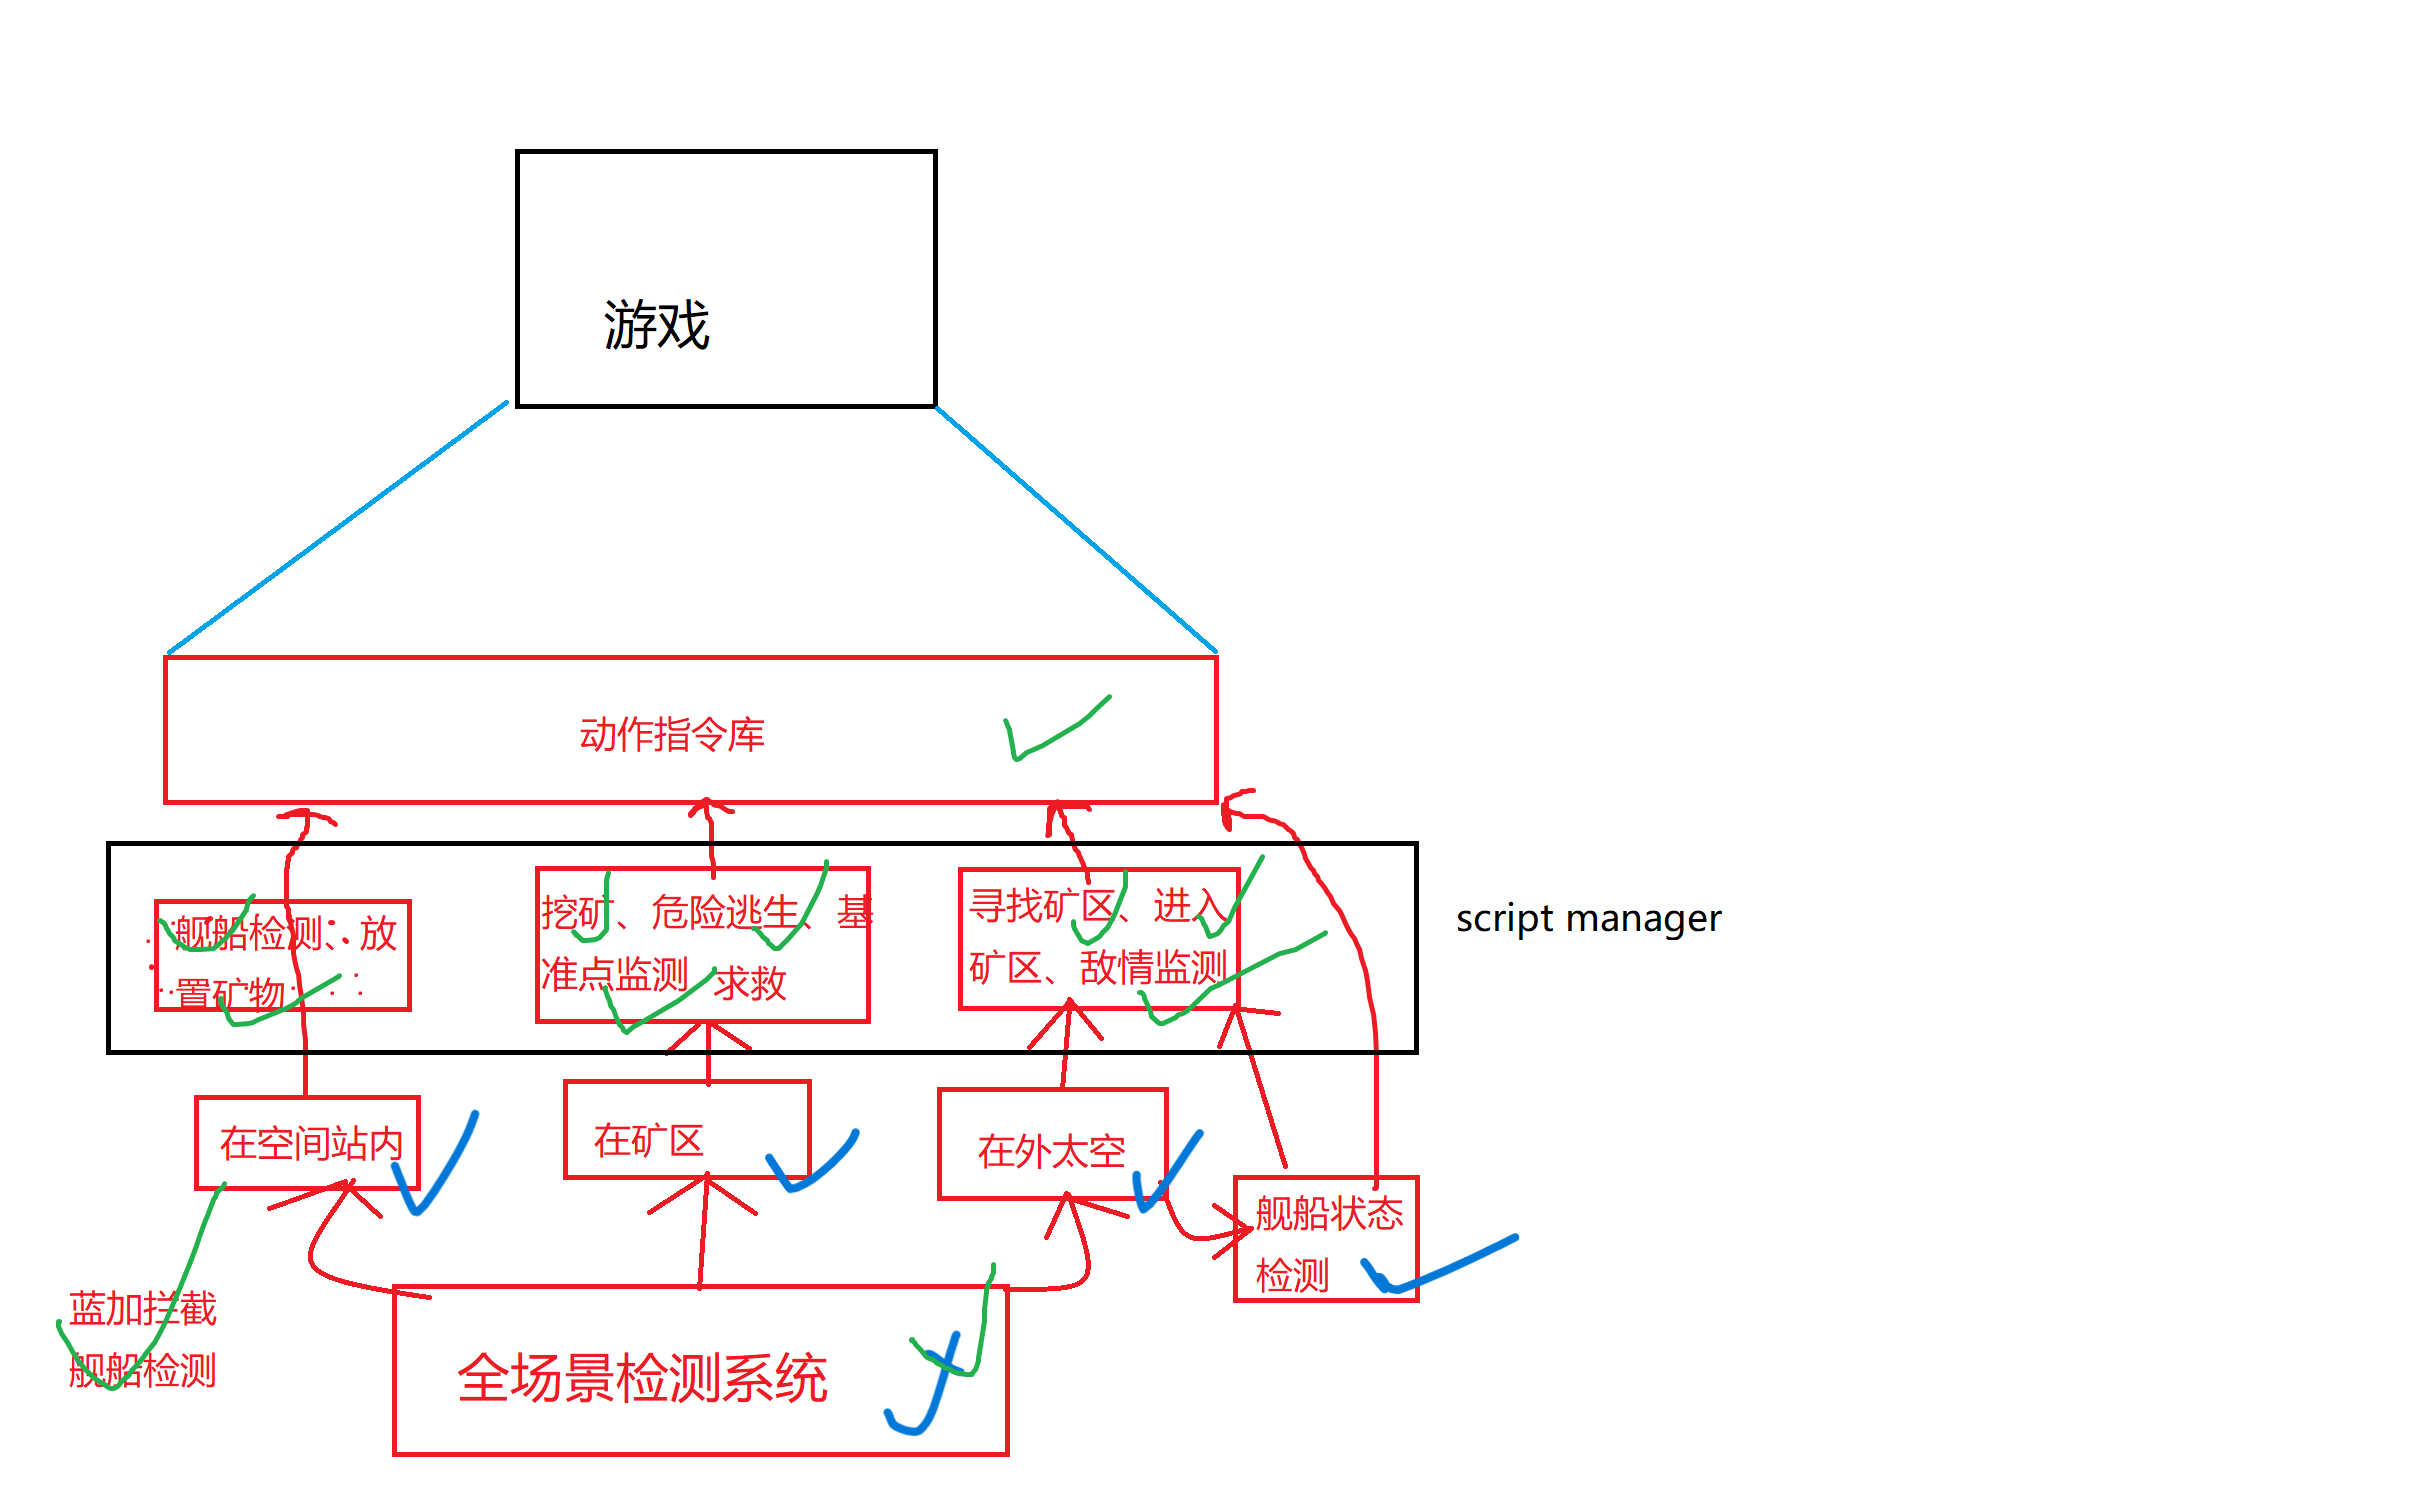 游戏
动作指令库
舰船检测、放
置矿物
挖矿、危险逃生、基
准点监测 求救
寻找矿区、进入
矿区、敌情监测
script manager
在空间站内
在矿区
在外太空
舰船状态
检测
蓝加拦截
舰船检测
全场景检测系统